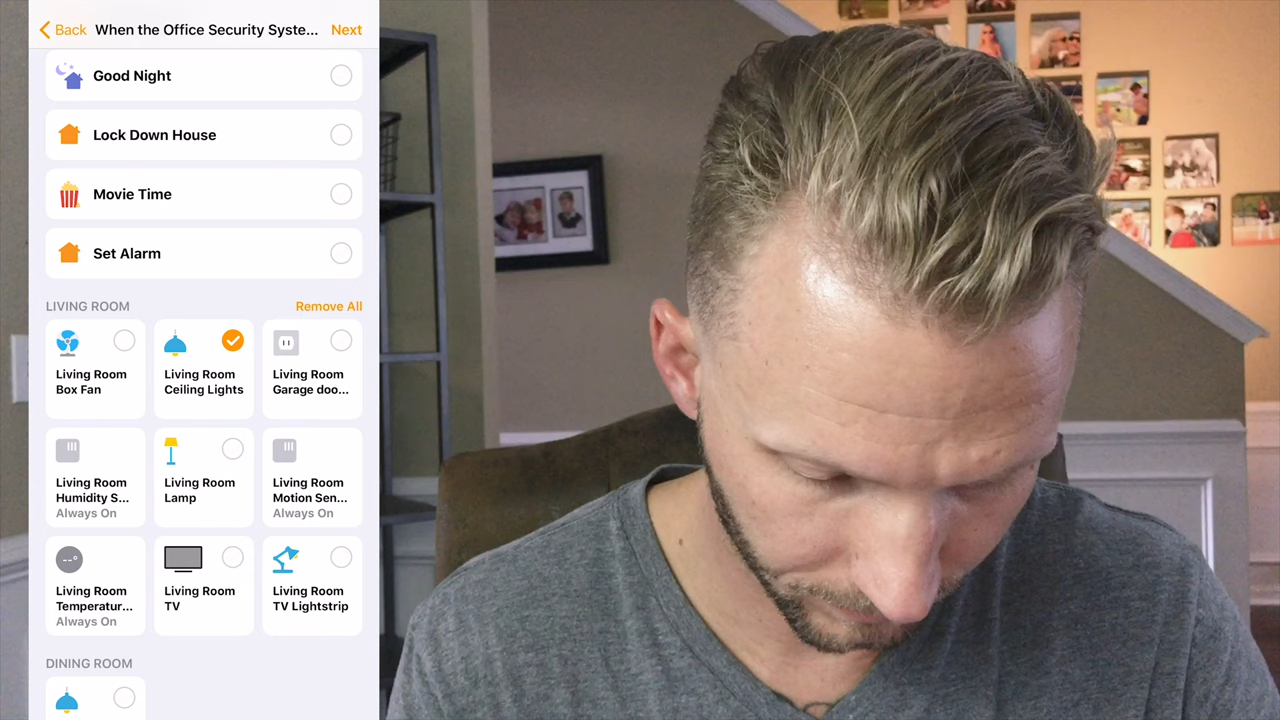 Back When the Office Security Syste... Next
Good Night
Lock Down House
Movie Time
Set Alarm
LIVING ROOM Remove All
Living Room
Box Fan
Living Room
Ceiling Lights
Living Room
Garage doo...
Living Room
Humidity S...
Always On
Living Room
Lamp
Living Room
Motion Sen...
Always On
Living Room
Temperatur...
Always On
Living Room
TV
Living Room
TV Lightstrip
DINING ROOM